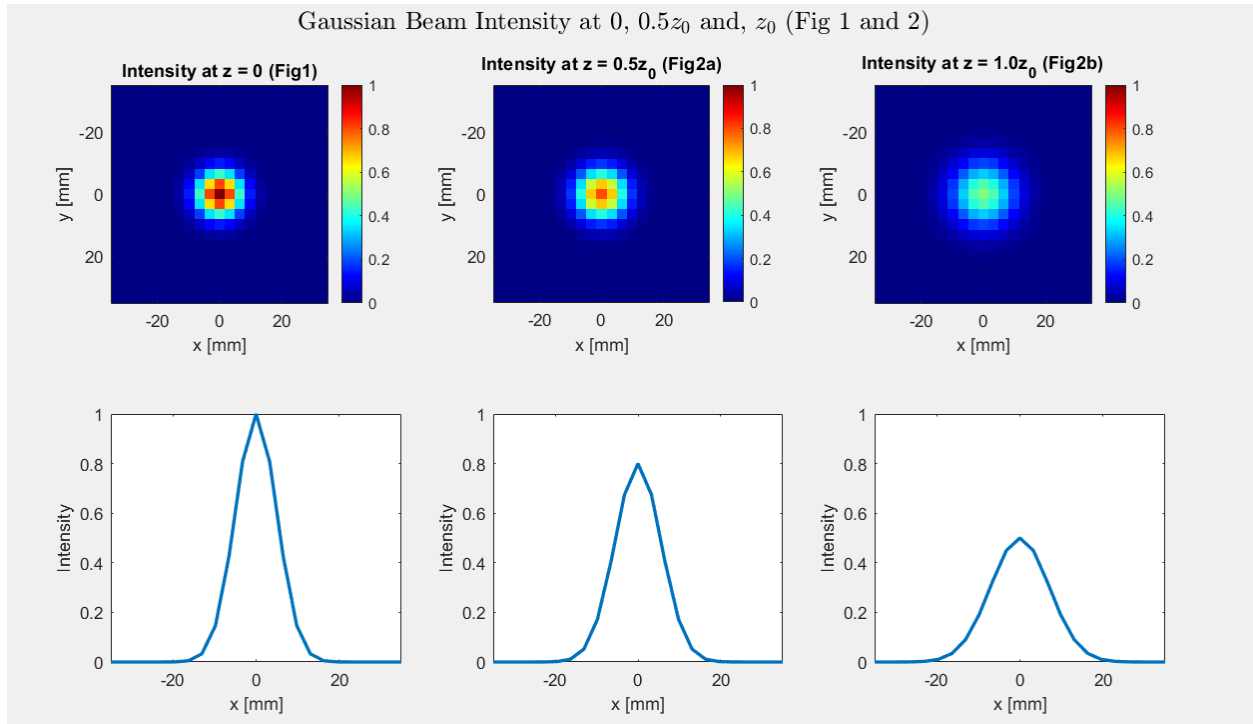 Gaussian Beam Intensity at 0, 0.5z₀ and, z₀ (Fig 1 and 2)
Intensity at z = 0 (Fig1)
Intensity at z = 0.5z₀ (Fig2a)
Intensity at z = 1.0z₀ (Fig2b)
y [mm]
-20
0
20
-20 0 20
x [mm]
1
0.8
0.6
0.4
0.2
0
y [mm]
-20
0
20
-20 0 20
x [mm]
1
0.8
0.6
0.4
0.2
0
y [mm]
-20
0
20
-20 0 20
x [mm]
1
0.8
0.6
0.4
0.2
0
Intensity
1
0.8
0.6
0.4
0.2
0
-20 0 20
x [mm]
Intensity
1
0.8
0.6
0.4
0.2
0
-20 0 20
x [mm]
Intensity
1
0.8
0.6
0.4
0.2
0
-20 0 20
x [mm]